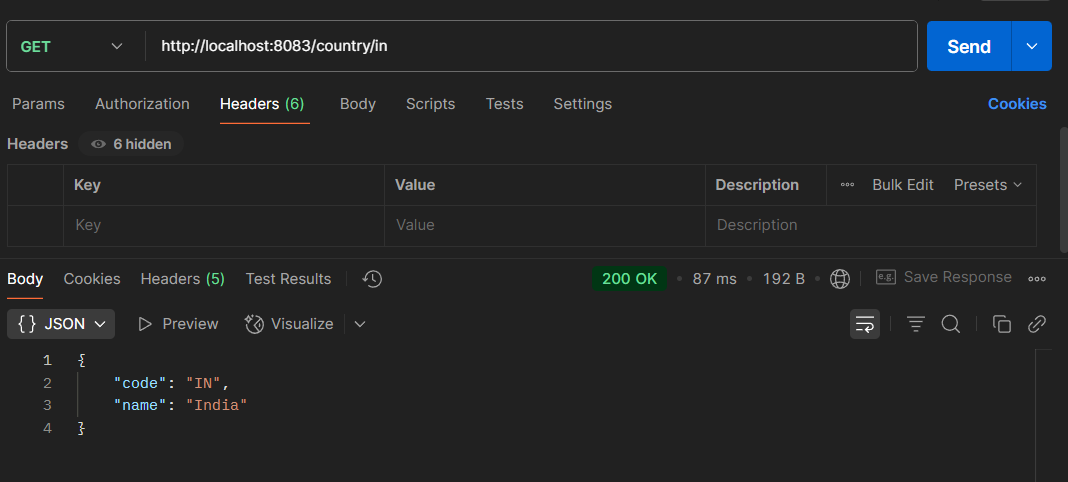 GET http://localhost:8083/country/in Send
Params Authorization Headers (6) Body Scripts Tests Settings Cookies
Headers 6 hidden
Key Value Description Bulk Edit Presets
Key Value Description
Body Cookies Headers (5) Test Results 200 OK • 87 ms • 192 B • e.g. Save Response
{} JSON Preview Visualize
1 {
2 "code": "IN",
3 "name": "India"
4 }